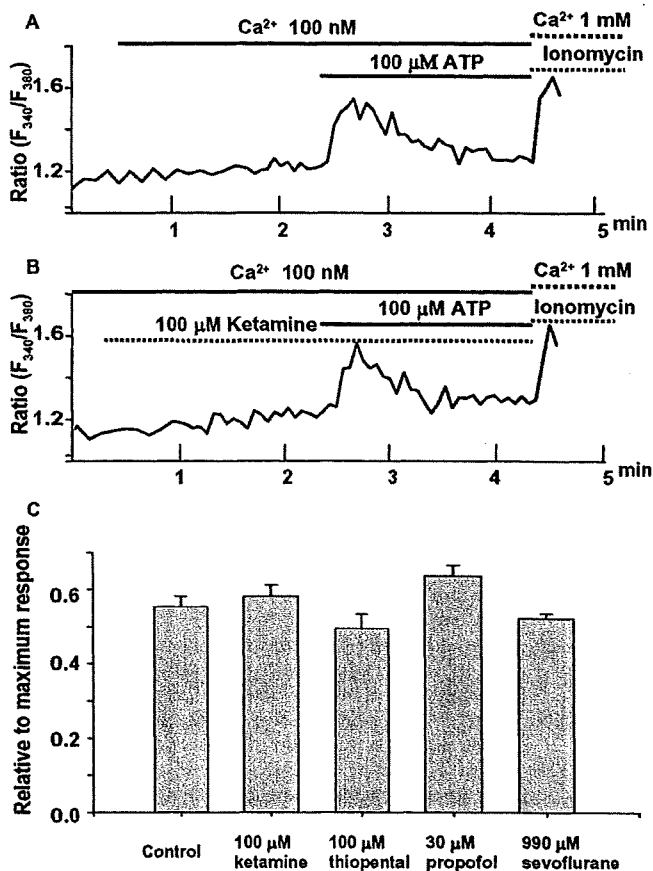 A
Ca²⁺ 100 nM
Ca²⁺ 1 mM
100 µM ATP
Ionomycin
Ratio (F₃₄₀/F₃₈₀)
1.6
1.2
1 2 3 4 5 min
B
Ca²⁺ 100 nM
Ca²⁺ 1 mM
100 µM ATP
Ionomycin
100 µM Ketamine
Ratio (F₃₄₀/F₃₈₀)
1.6
1.2
1 2 3 4 5 min
C
Relative to maximum response
0.6
0.4
0.2
0.0
Control
100 µM ketamine
100 µM thiopental
30 µM propofol
990 µM sevoflurane